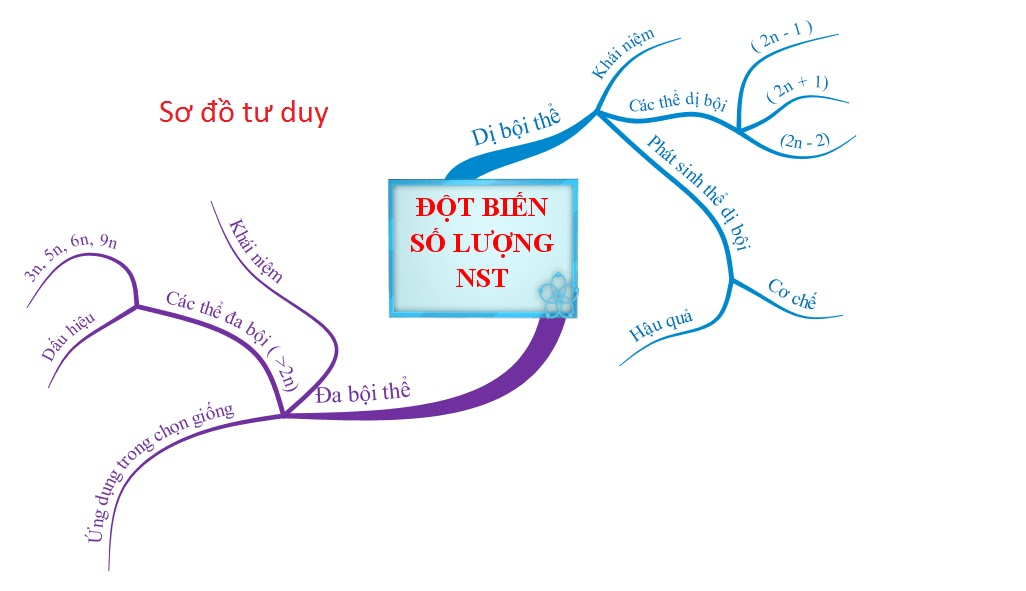 Sơ đồ tư duy
ĐỘT BIẾN
SỐ LƯỢNG
NST
Dị bội thể
Khái niệm
Các thể dị bội
( 2n - 1 )
( 2n + 1)
(2n - 2)
Phát sinh thể dị bội
Cơ chế
Hậu quả
Đa bội thể
Khái niệm
Các thể đa bội ( >2n)
3n, 5n, 6n, 9n
Dấu hiệu
Ứng dụng trong chọn giống